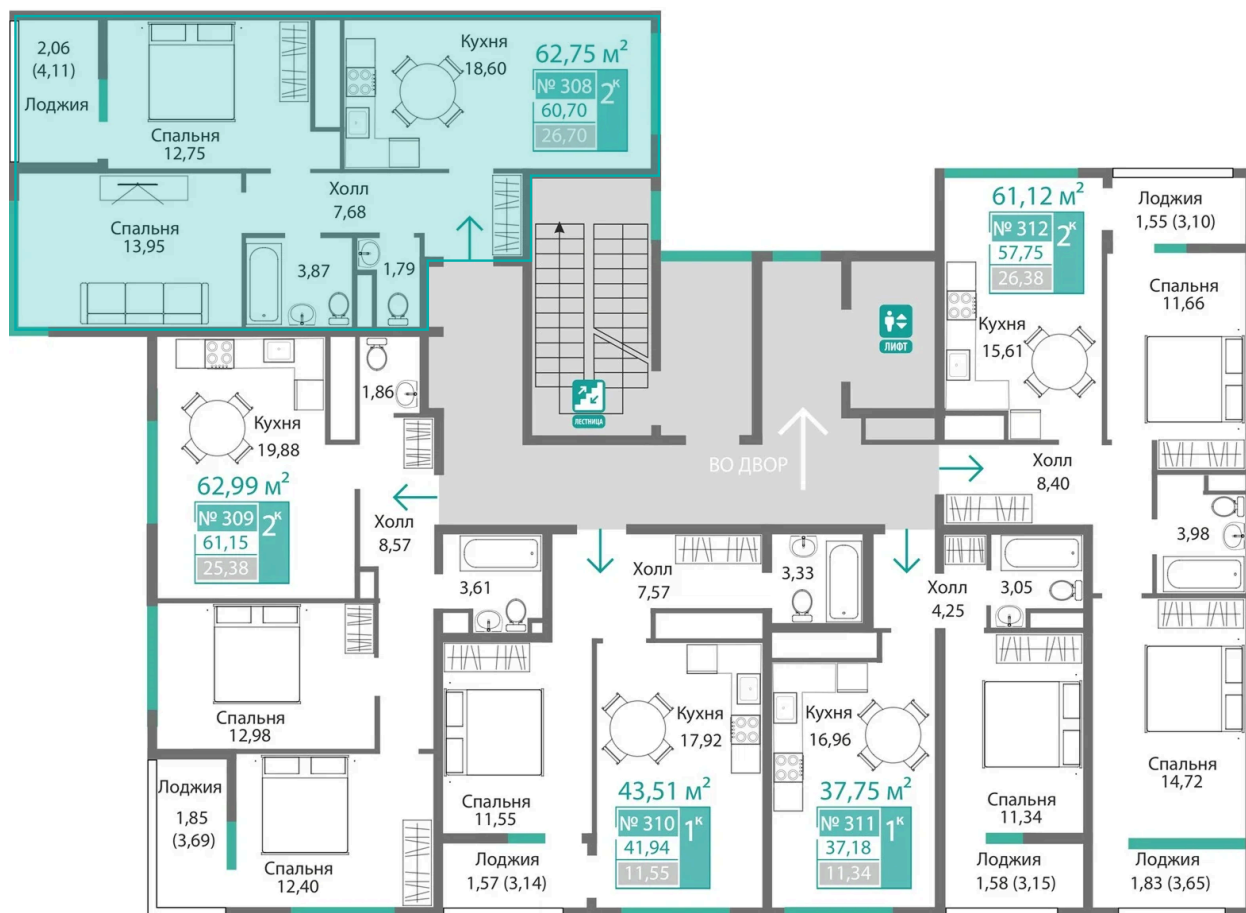 2,06
(4,11)
Лоджия
Спальня
12,75
Кухня
18,60
62,75 м²
№ 308
60,70
26,70
2ᴷ
Спальня
13,95
Холл
7,68
3,87
1,79
61,12 м²
№ 312
57,75
26,38
2ᴷ
Лоджия
1,55 (3,10)
Спальня
11,66
Кухня
15,61
ЛИФТ
ЛЕСТНИЦА
ВО ДВОР
Холл
8,40
3,98
1,86
Кухня
19,88
62,99 м²
№ 309
61,15
25,38
2ᴷ
Холл
8,57
3,61
Холл
7,57
3,33
Холл
4,25
3,05
Спальня
12,98
Лоджия
1,85
(3,69)
Спальня
12,40
Спальня
11,55
Лоджия
1,57 (3,14)
Кухня
17,92
43,51 м²
№ 310
41,94
11,55
1ᴷ
Кухня
16,96
37,75 м²
№ 311
37,18
11,34
1ᴷ
Спальня
11,34
Лоджия
1,58 (3,15)
Спальня
14,72
Лоджия
1,83 (3,65)